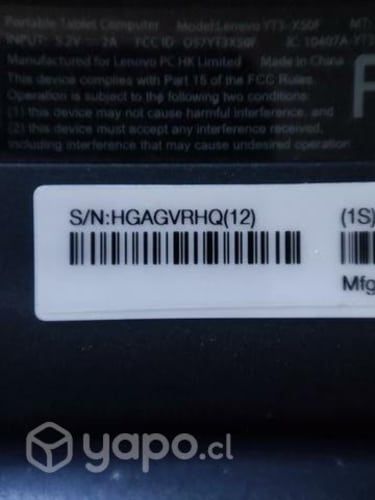 Portable Tablet Computer Model:Lenovo YT3-X50F MT:
INPUT: 5.2V⎓2A FCC ID: O57YT3X50F IC: 10407A-YT3
Manufactured for Lenovo PC HK Limited Made in China
This device complies with Part 15 of the FCC Rules.
Operation is subject to the following two conditions:
(1) this device may not cause harmful interference, and
(2) this device must accept any interference received,
including interference that may cause undesired operation.
S/N:HGAGVRHQ(12) (1S)
Mfg
yapo.cl